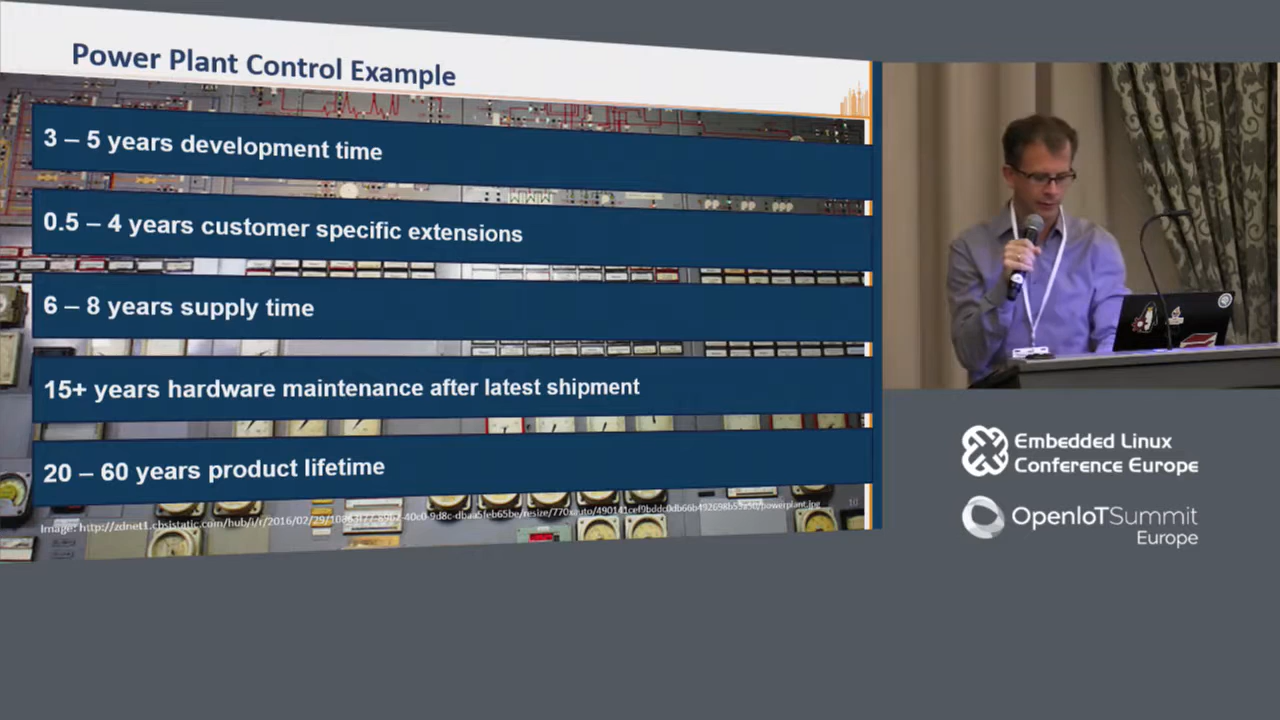 Power Plant Control Example
3 – 5 years development time
0.5 – 4 years customer specific extensions
6 – 8 years supply time
15+ years hardware maintenance after latest shipment
20 – 60 years product lifetime
10
Embedded Linux
Conference Europe
OpenIoTSummit
Europe